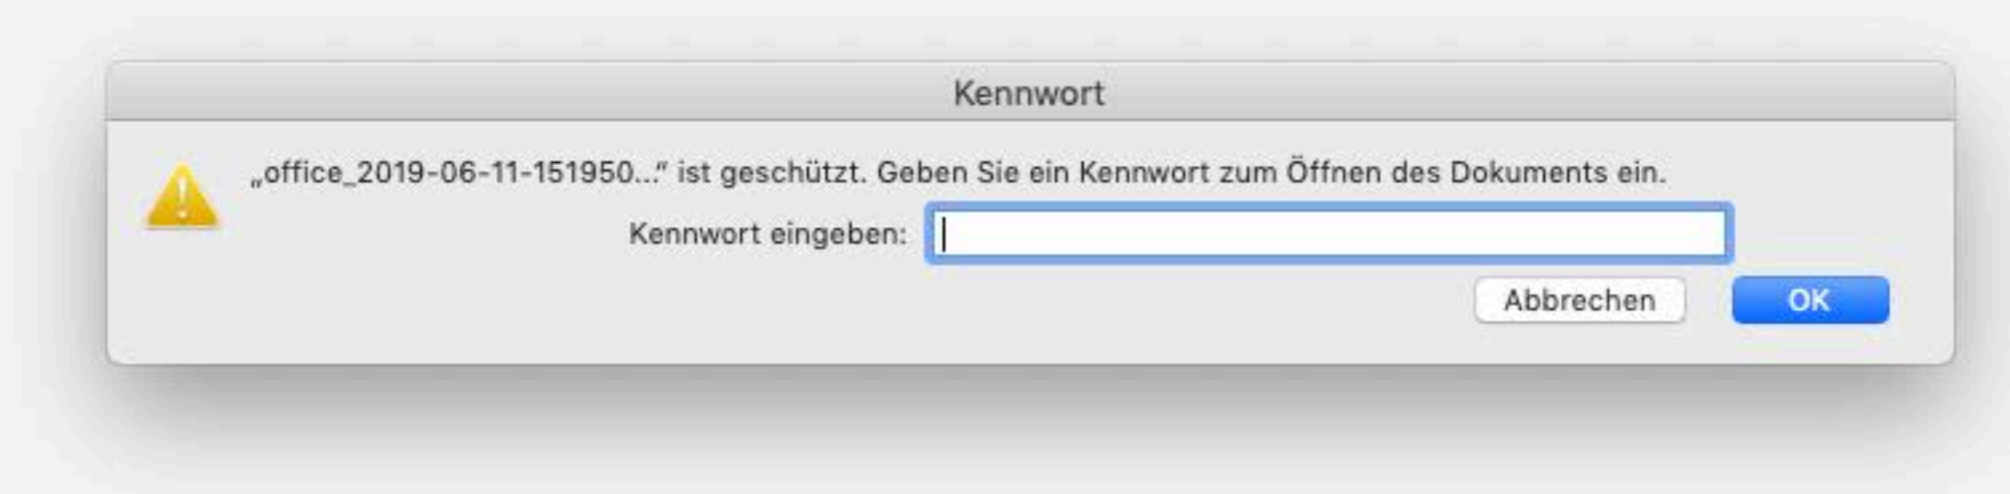 Kennwort
„office_2019-06-11-151950...“ ist geschützt. Geben Sie ein Kennwort zum Öffnen des Dokuments ein.
Kennwort eingeben:
Abbrechen
OK